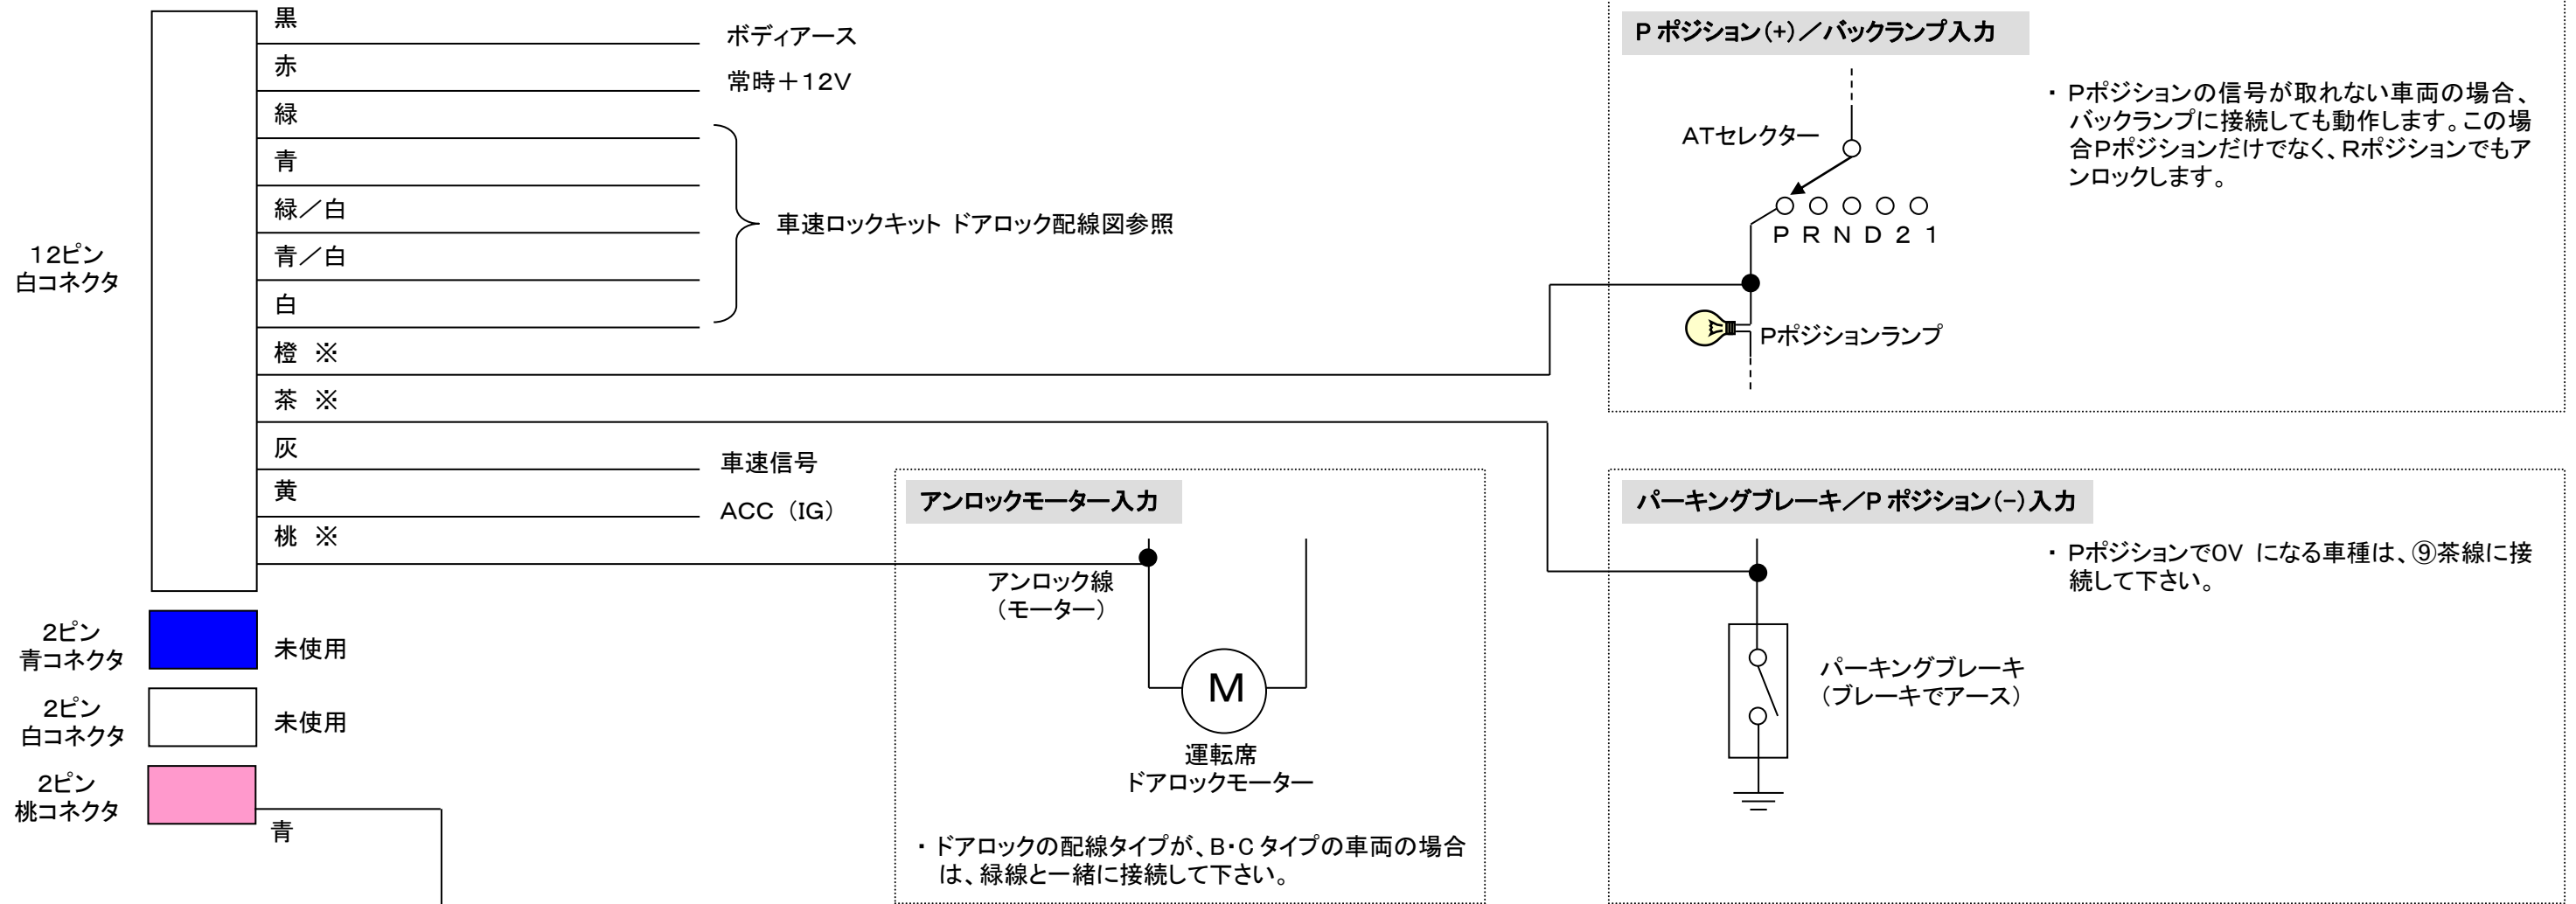 黒
ボディアース
赤
常時＋12V
緑
青
緑／白
青／白
白
車速ロックキット ドアロック配線図参照
12ピン
白コネクタ
橙 ※
茶 ※
灰
車速信号
黄
ACC（IG）
桃 ※
2ピン
青コネクタ
未使用
2ピン
白コネクタ
未使用
2ピン
桃コネクタ
青
アンロックモーター入力
アンロック線
（モーター）
M
運転席
ドアロックモーター
・ドアロックの配線タイプが、B・Cタイプの車両の場合
は、緑線と一緒に接続して下さい。
Pポジション（+）／バックランプ入力
ATセレクター
P R N D 2 1
Pポジションランプ
・Pポジションの信号が取れない車両の場合、
バックランプに接続しても動作します。この場
合Pポジションだけでなく、Rポジションでもア
ンロックします。
パーキングブレーキ／Pポジション（−）入力
・Pポジションで0V になる車種は、⑨茶線に接
続して下さい。
パーキングブレーキ
（ブレーキでアース）